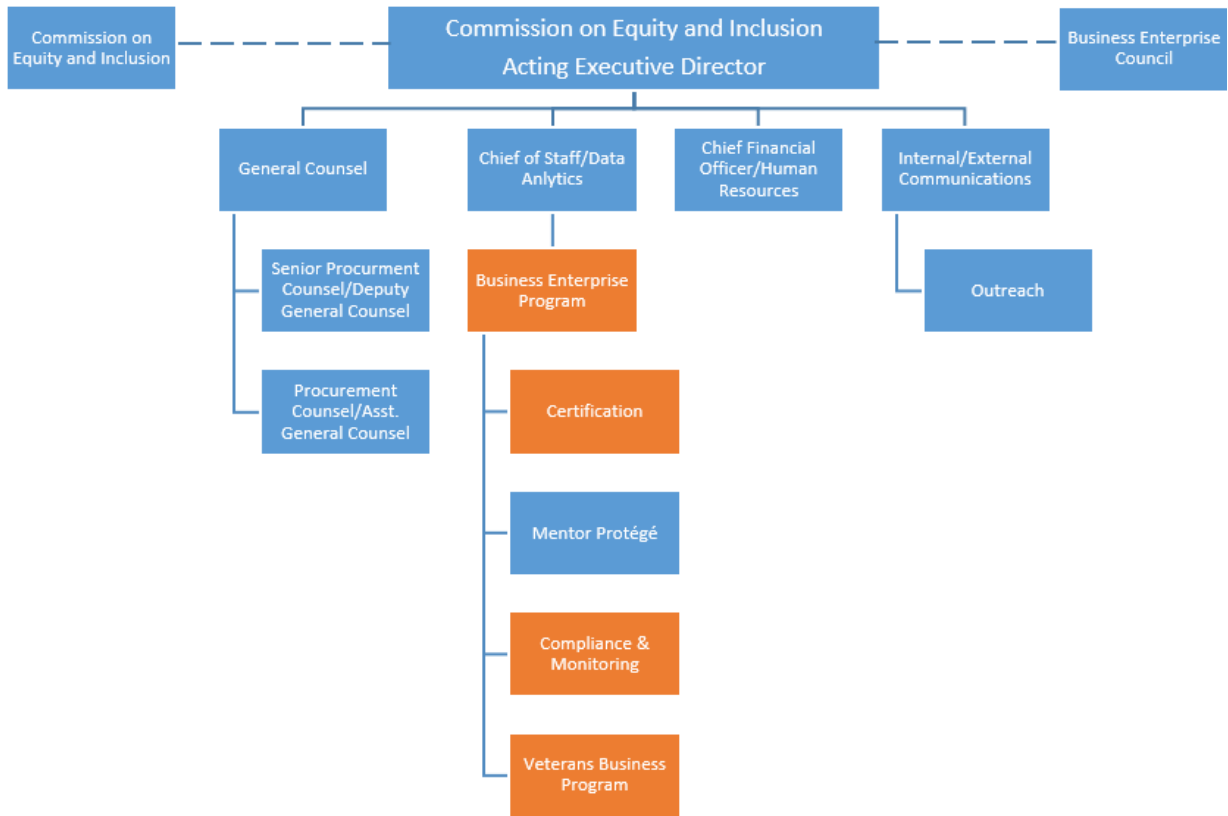 Commission on
Equity and Inclusion
Commission on Equity and Inclusion
Acting Executive Director
Business Enterprise
Council
General Counsel
Chief of Staff/Data
Anlytics
Chief Financial
Officer/Human
Resources
Internal/External
Communications
Senior Procurment
Counsel/Deputy
General Counsel
Business Enterprise
Program
Outreach
Procurement
Counsel/Asst.
General Counsel
Certification
Mentor Protégé
Compliance &
Monitoring
Veterans Business
Program